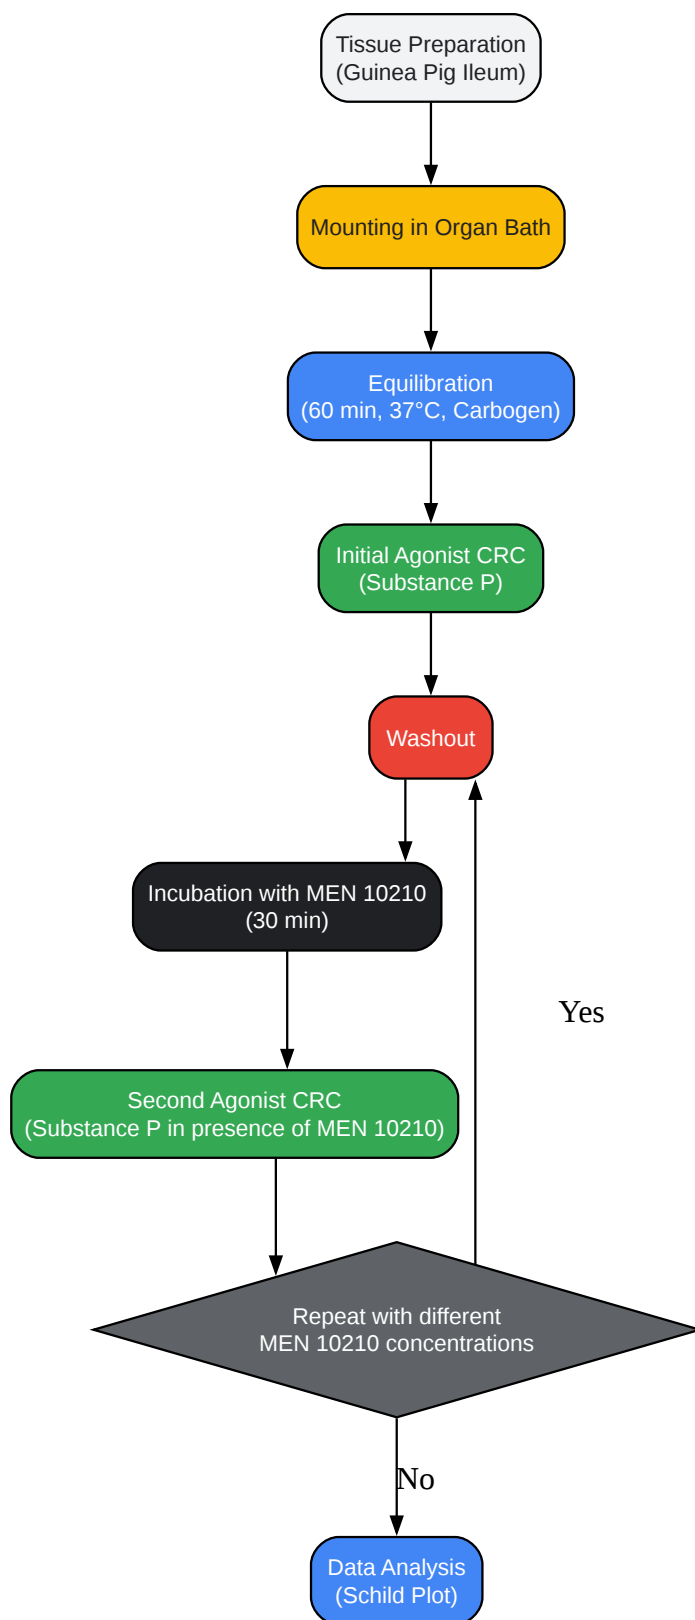 Tissue Preparation
(Guinea Pig Ileum)
Mounting in Organ Bath
Equilibration
(60 min, 37°C, Carbogen)
Initial Agonist CRC
(Substance P)
Washout
Incubation with MEN 10210
(30 min)
Yes
Second Agonist CRC
(Substance P in presence of MEN 10210)
Repeat with different
MEN 10210 concentrations
No
Data Analysis
(Schild Plot)